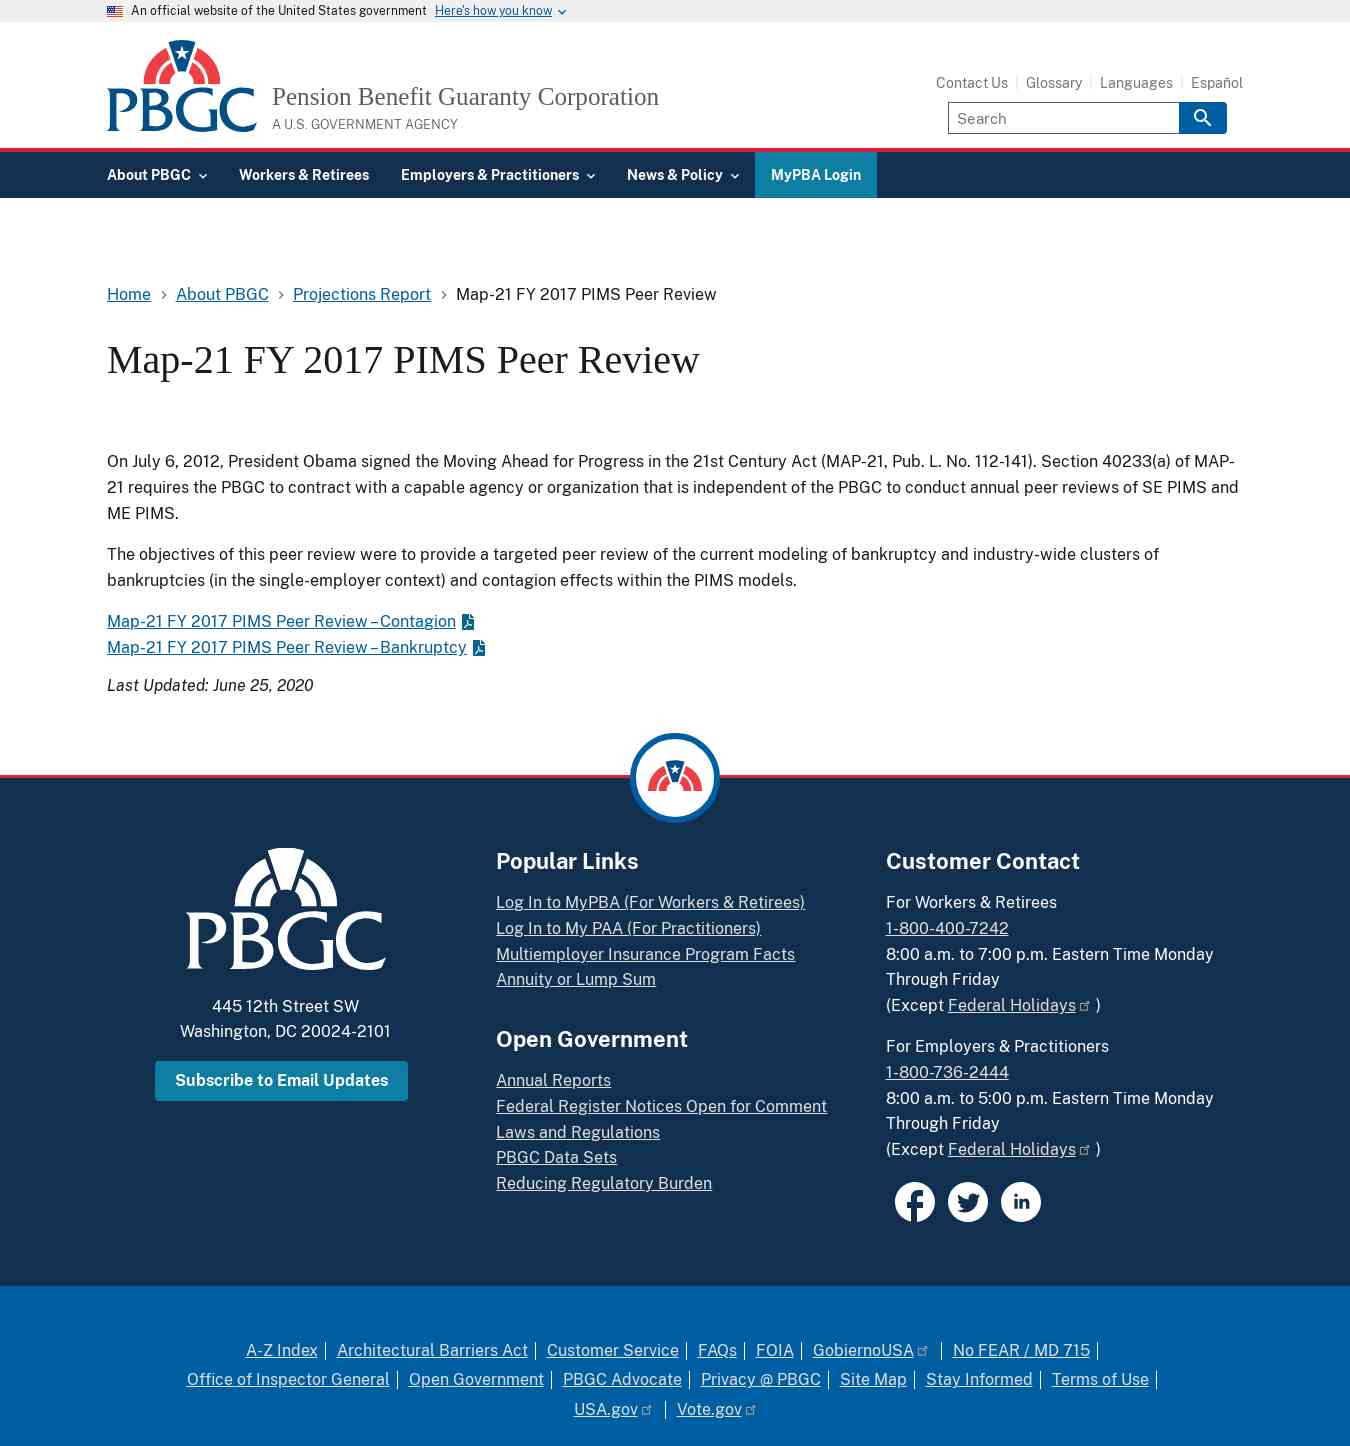 An official website of the United States government Here's how you know
PBGC
Pension Benefit Guaranty Corporation
A U.S. GOVERNMENT AGENCY
Contact Us Glossary Languages Español
Search
About PBGC Workers & Retirees Employers & Practitioners News & Policy MyPBA Login
Home About PBGC Projections Report Map-21 FY 2017 PIMS Peer Review
Map-21 FY 2017 PIMS Peer Review
On July 6, 2012, President Obama signed the Moving Ahead for Progress in the 21st Century Act (MAP-21, Pub. L. No. 112-141). Section 40233(a) of MAP-
21 requires the PBGC to contract with a capable agency or organization that is independent of the PBGC to conduct annual peer reviews of SE PIMS and
ME PIMS.
The objectives of this peer review were to provide a targeted peer review of the current modeling of bankruptcy and industry-wide clusters of
bankruptcies (in the single-employer context) and contagion effects within the PIMS models.
Map-21 FY 2017 PIMS Peer Review – Contagion
Map-21 FY 2017 PIMS Peer Review – Bankruptcy
Last Updated: June 25, 2020
PBGC
445 12th Street SW
Washington, DC 20024-2101
Subscribe to Email Updates
Popular Links
Log In to MyPBA (For Workers & Retirees)
Log In to My PAA (For Practitioners)
Multiemployer Insurance Program Facts
Annuity or Lump Sum
Open Government
Annual Reports
Federal Register Notices Open for Comment
Laws and Regulations
PBGC Data Sets
Reducing Regulatory Burden
Customer Contact
For Workers & Retirees
1-800-400-7242
8:00 a.m. to 7:00 p.m. Eastern Time Monday
Through Friday
(Except Federal Holidays )
For Employers & Practitioners
1-800-736-2444
8:00 a.m. to 5:00 p.m. Eastern Time Monday
Through Friday
(Except Federal Holidays )
in
A-Z Index Architectural Barriers Act Customer Service FAQs FOIA GobiernoUSA No FEAR / MD 715
Office of Inspector General Open Government PBGC Advocate Privacy @ PBGC Site Map Stay Informed Terms of Use
USA.gov Vote.gov